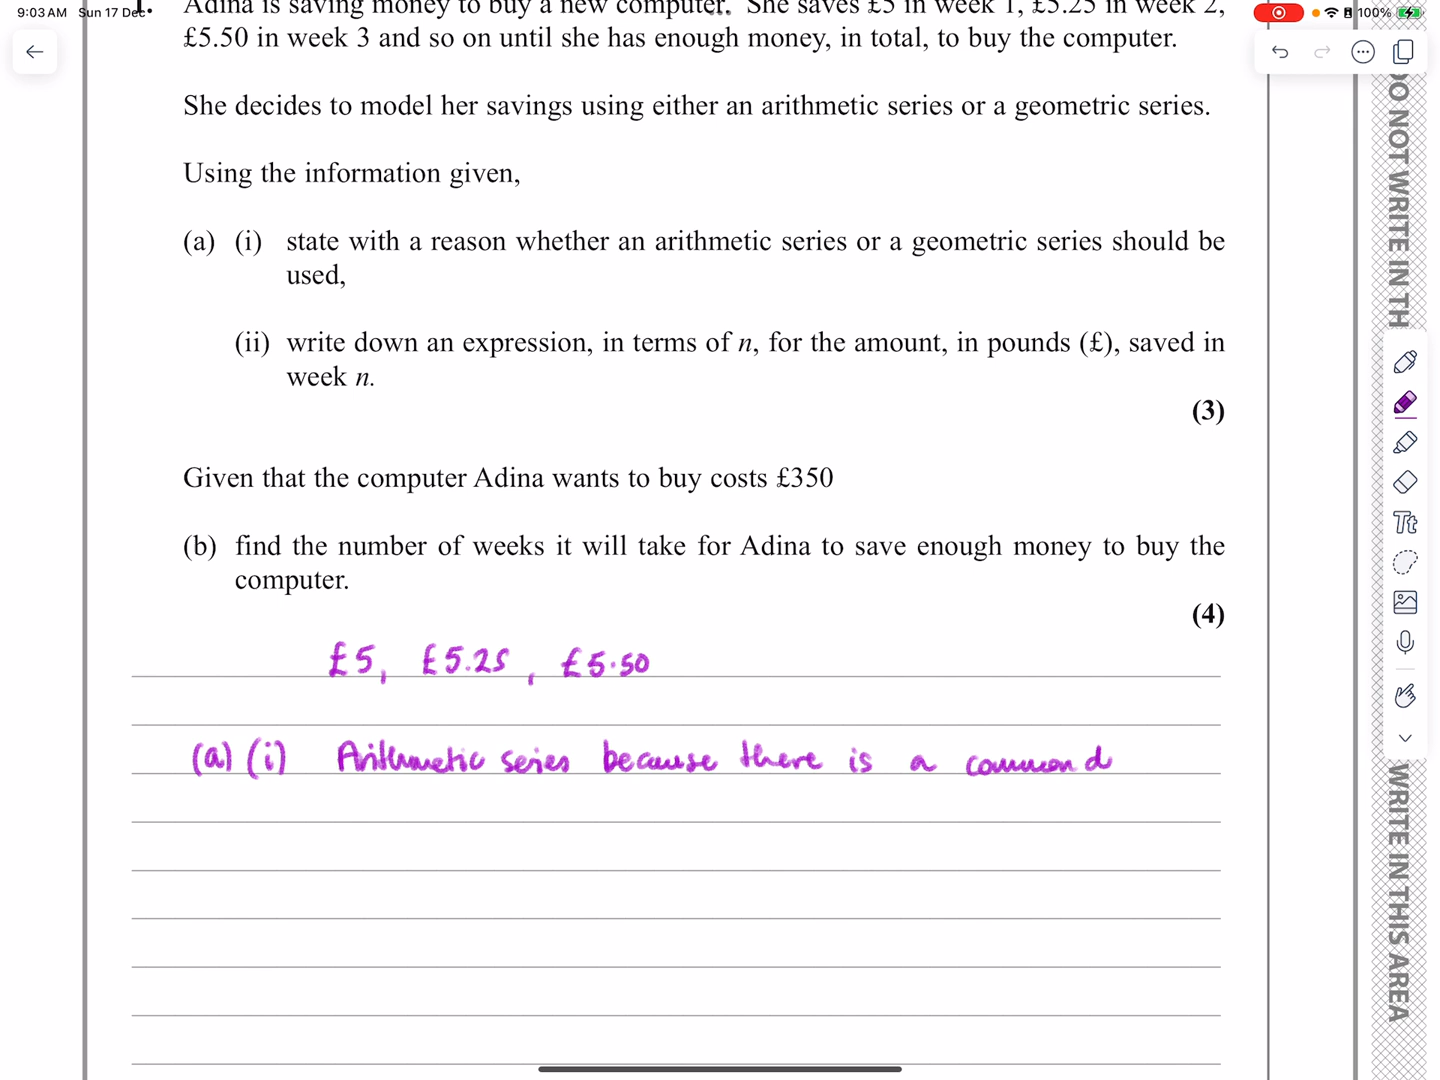 9:03 AM Sun 17 Dec
100%
1. Adina is saving money to buy a new computer. She saves £5 in week 1, £5.25 in week 2,
£5.50 in week 3 and so on until she has enough money, in total, to buy the computer.
She decides to model her savings using either an arithmetic series or a geometric series.
Using the information given,
(a) (i) state with a reason whether an arithmetic series or a geometric series should be
used,
(ii) write down an expression, in terms of n, for the amount, in pounds (£), saved in
week n.
(3)
Given that the computer Adina wants to buy costs £350
(b) find the number of weeks it will take for Adina to save enough money to buy the
computer.
(4)
£5, £5.25, £5.50
(a) (i) Arithmetic series because there is a common d
DO NOT WRITE IN TH
WRITE IN THIS AREA
Tt